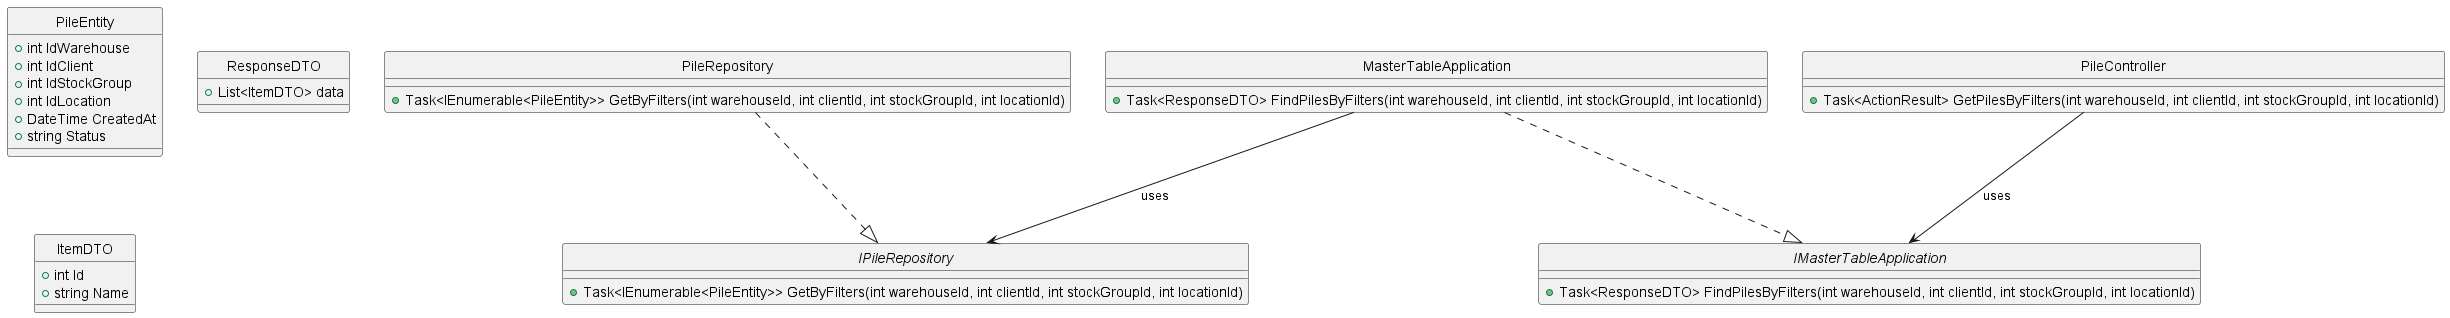 PileEntity
int IdWarehouse
int IdClient
int IdStockGroup
int IdLocation
DateTime CreatedAt
string Status
ResponseDTO
List<ItemDTO> data
PileRepository
Task<IEnumerable<PileEntity>> GetByFilters(int warehouseId, int clientId, int stockGroupId, int locationId)
MasterTableApplication
Task<ResponseDTO> FindPilesByFilters(int warehouseId, int clientId, int stockGroupId, int locationId)
PileController
Task<ActionResult> GetPilesByFilters(int warehouseId, int clientId, int stockGroupId, int locationId)
uses
uses
ItemDTO
int Id
string Name
IPileRepository
Task<IEnumerable<PileEntity>> GetByFilters(int warehouseId, int clientId, int stockGroupId, int locationId)
IMasterTableApplication
Task<ResponseDTO> FindPilesByFilters(int warehouseId, int clientId, int stockGroupId, int locationId)